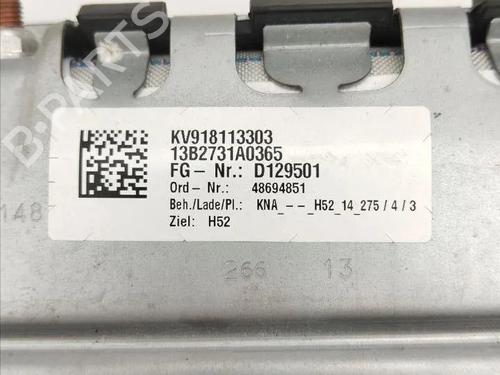 B-PARTS
KV918113303
13B2731A0365
FG- Nr.: D129501
Ord- Nr.: 48694851
Beh./Lade/Pl.: KNA_--_H52_14_275/4/3
Ziel: H52
148
266 13